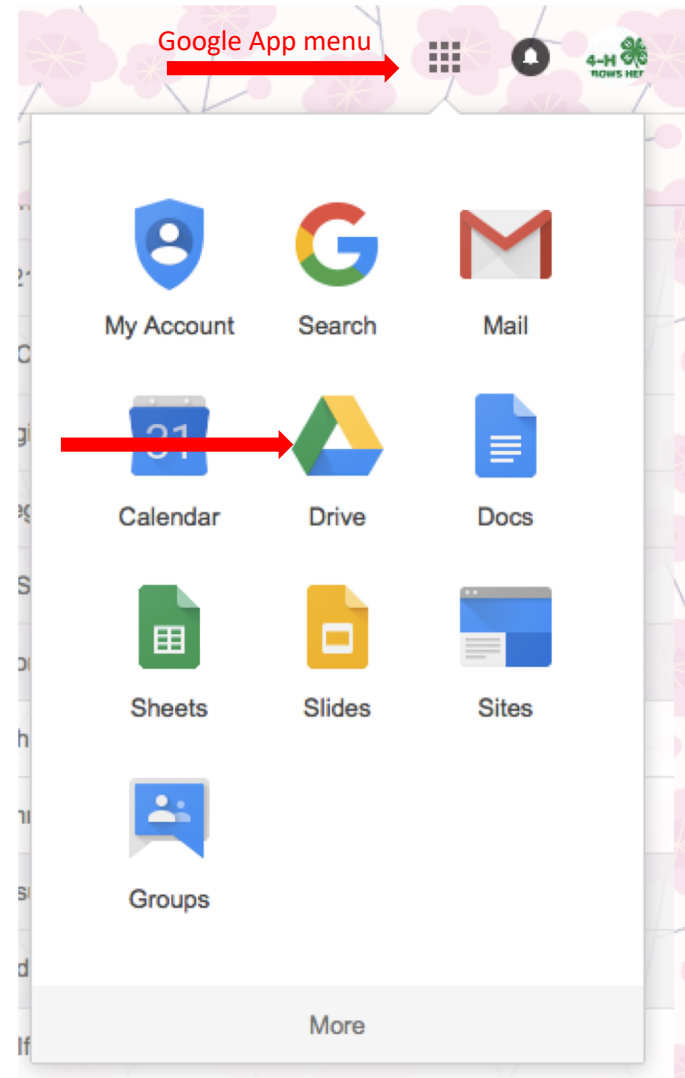 Google App menu
4-H
My Account
Search
Mail
31
Calendar
Drive
Docs
Sheets
Slides
Sites
Groups
More